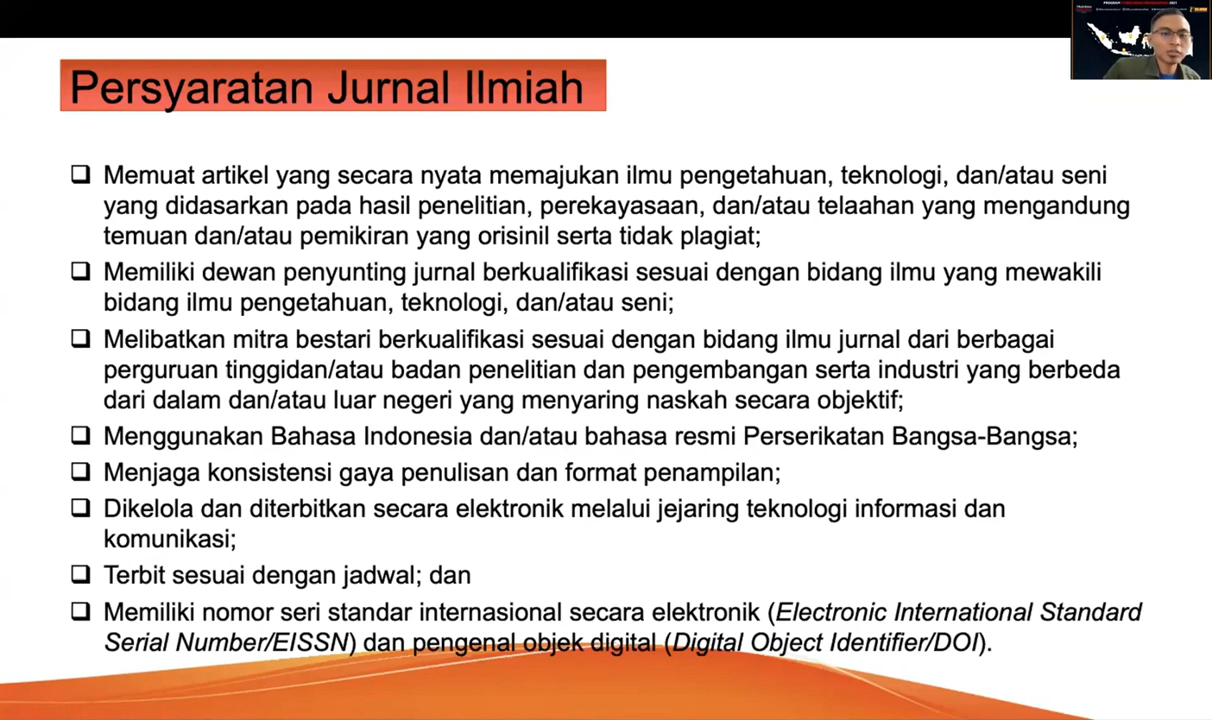 Persyaratan Jurnal Ilmiah
Memuat artikel yang secara nyata memajukan ilmu pengetahuan, teknologi, dan/atau seni
yang didasarkan pada hasil penelitian, perekayasaan, dan/atau telaahan yang mengandung
temuan dan/atau pemikiran yang orisinil serta tidak plagiat;
Memiliki dewan penyunting jurnal berkualifikasi sesuai dengan bidang ilmu yang mewakili
bidang ilmu pengetahuan, teknologi, dan/atau seni;
Melibatkan mitra bestari berkualifikasi sesuai dengan bidang ilmu jurnal dari berbagai
perguruan tinggidan/atau badan penelitian dan pengembangan serta industri yang berbeda
dari dalam dan/atau luar negeri yang menyaring naskah secara objektif;
Menggunakan Bahasa Indonesia dan/atau bahasa resmi Perserikatan Bangsa-Bangsa;
Menjaga konsistensi gaya penulisan dan format penampilan;
Dikelola dan diterbitkan secara elektronik melalui jejaring teknologi informasi dan
komunikasi;
Terbit sesuai dengan jadwal; dan
Memiliki nomor seri standar internasional secara elektronik (Electronic International Standard
Serial Number/EISSN) dan pengenal objek digital (Digital Object Identifier/DOI).